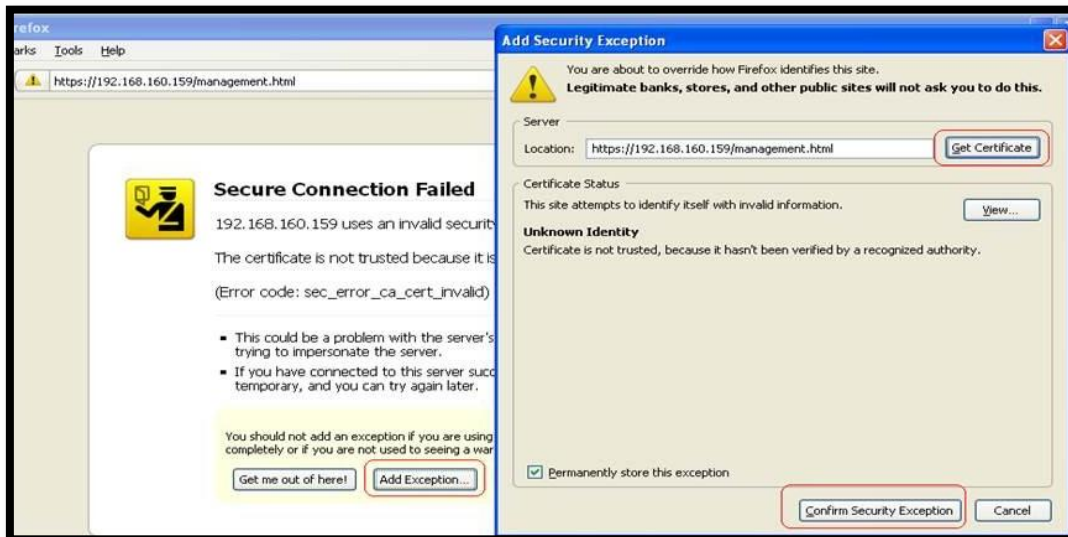 refox
arks Tools Help
https://192.168.160.159/management.html
Secure Connection Failed
192.168.160.159 uses an invalid securit
The certificate is not trusted because it is
(Error code: sec_error_ca_cert_invalid)
This could be a problem with the server's
trying to impersonate the server.
If you have connected to this server succ
temporary, and you can try again later.
You should not add an exception if you are using
completely or if you are not used to seeing a war
Get me out of here! Add Exception...
Add Security Exception
You are about to override how Firefox identifies this site.
Legitimate banks, stores, and other public sites will not ask you to do this.
Server
Location: https://192.168.160.159/management.html Get Certificate
Certificate Status
This site attempts to identify itself with invalid information. View...
Unknown Identity
Certificate is not trusted, because it hasn't been verified by a recognized authority.
Permanently store this exception
Confirm Security Exception Cancel